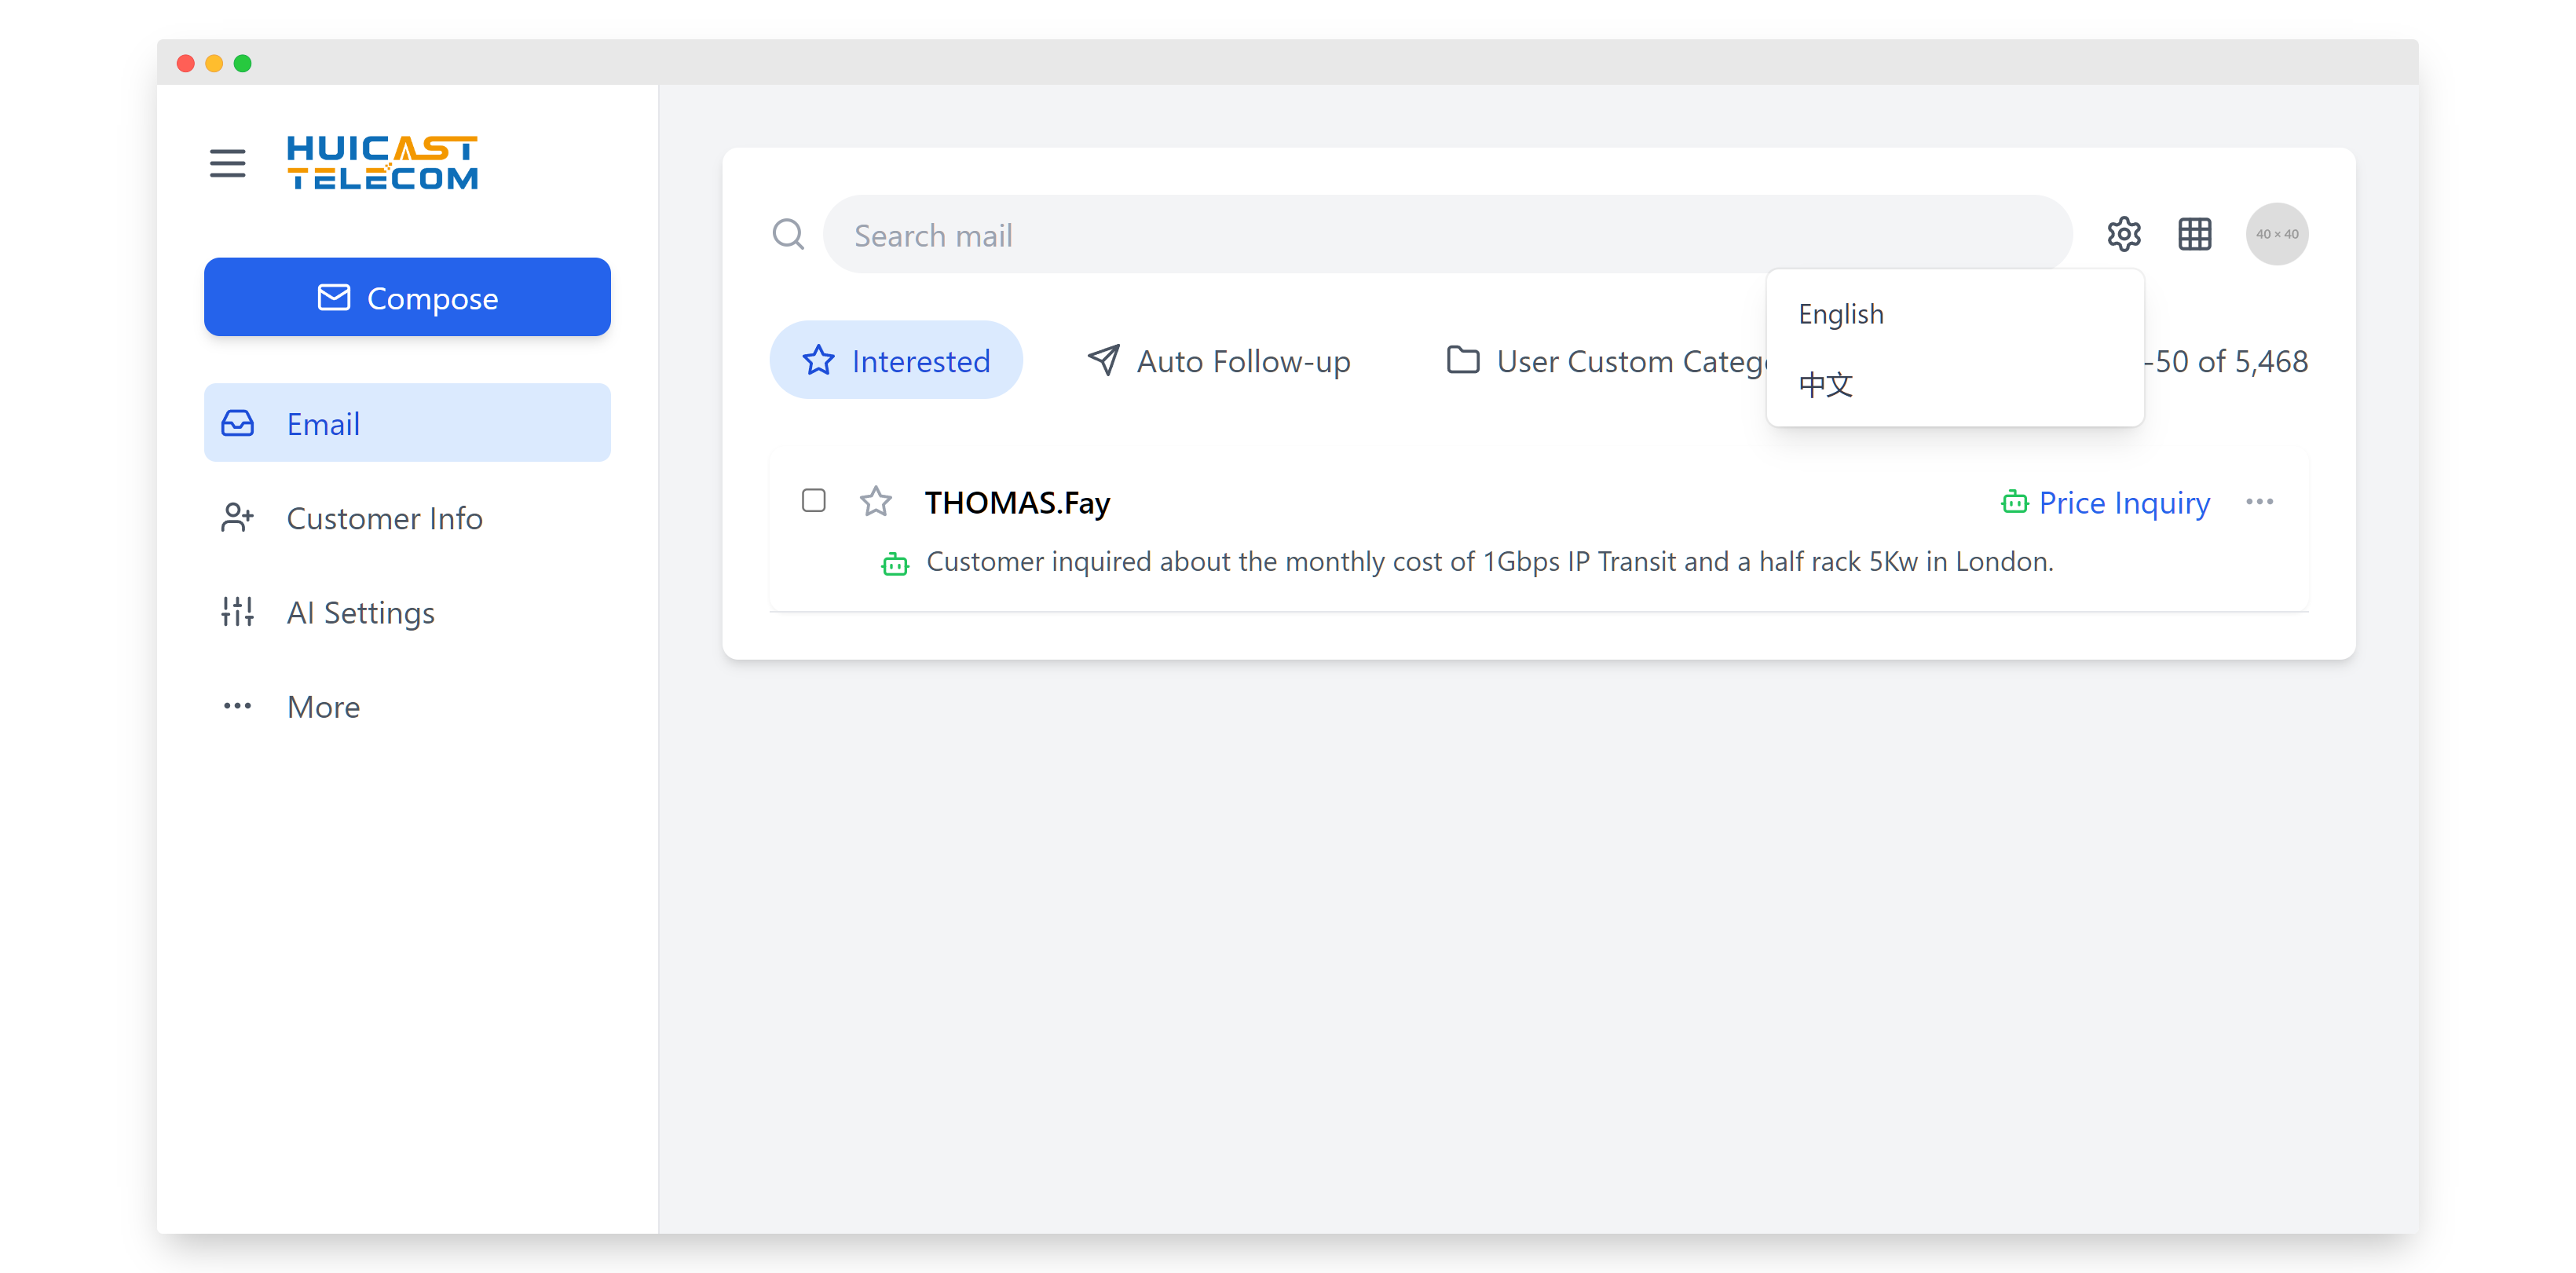 HUICAST
TELECOM
Compose
Email
Customer Info
AI Settings
More
Search mail
40 × 40
English
中文
Interested
Auto Follow-up
User Custom
-50 of 5,468
THOMAS.Fay
Price Inquiry
Customer inquired about the monthly cost of 1Gbps IP Transit and a half rack 5Kw in London.